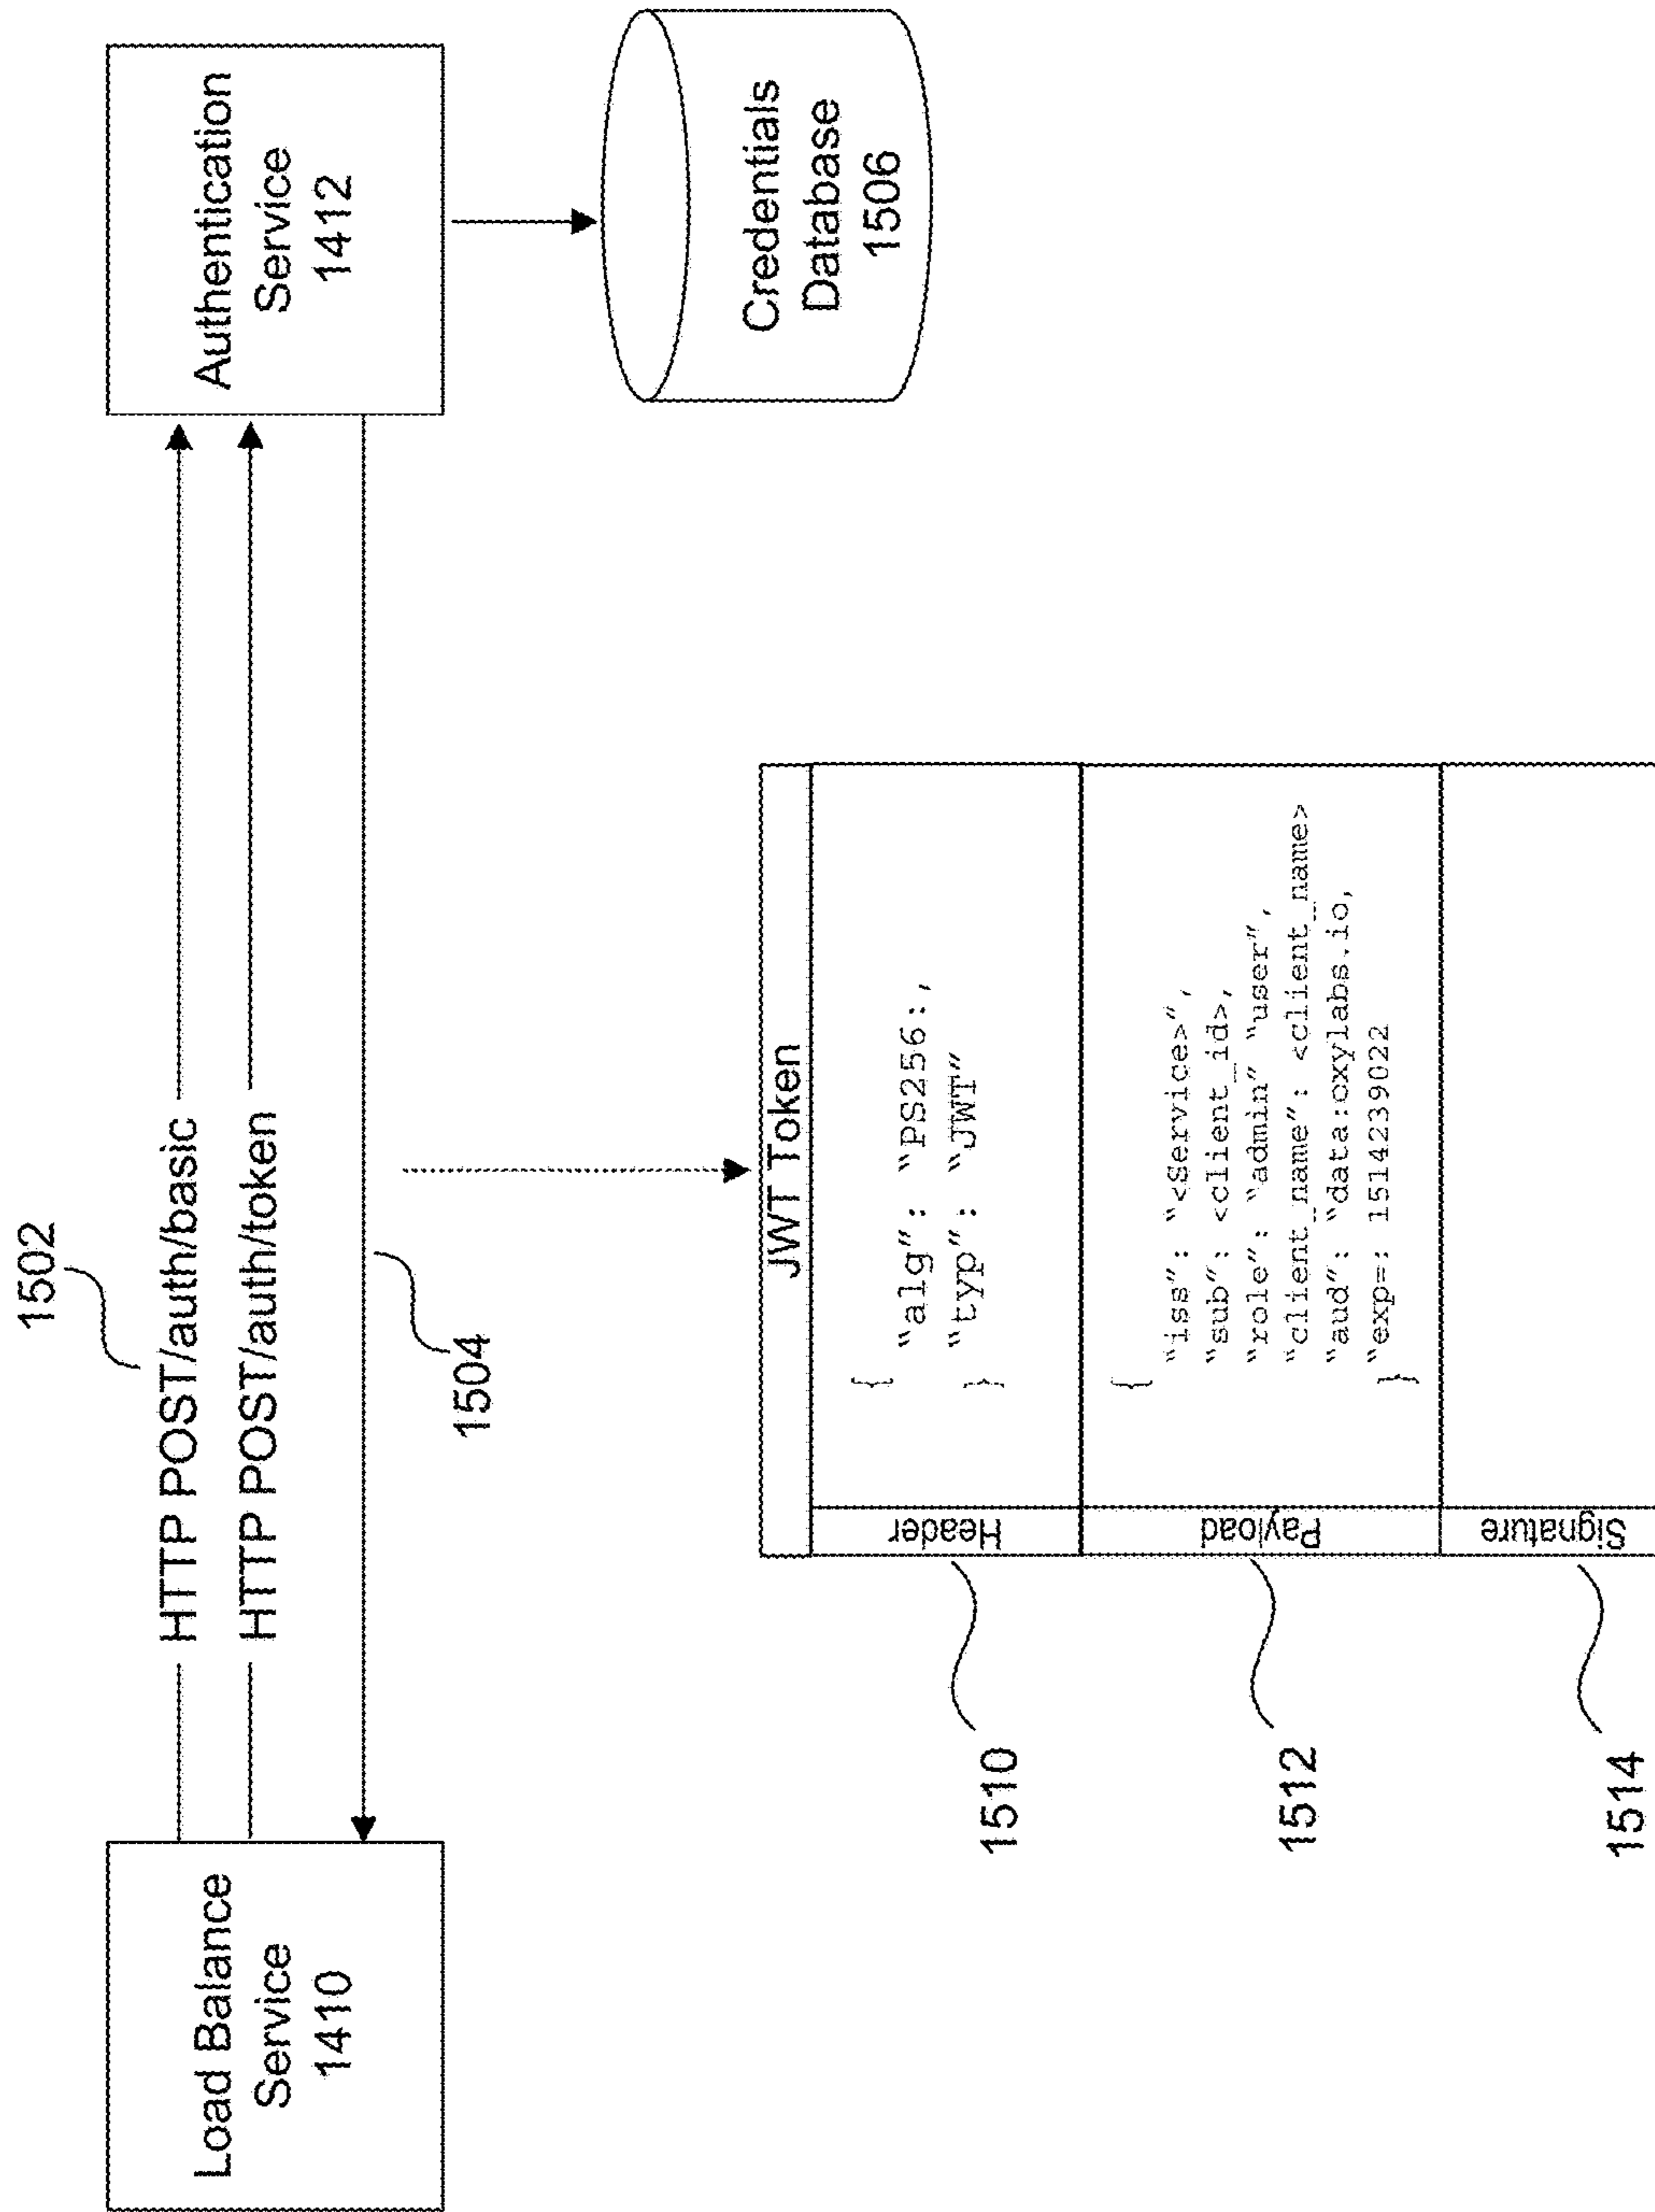 1502
HTTP POST/auth/basic
HTTP POST/auth/token
1504
Load Balance
Service
1410
Authentication
Service
1412
Credentials
Database
1506
JWT Token
1510
Header
{
"alg": "PS256:,
"typ": "JWT"
}
1512
Payload
{
"iss": "<Service>",
"sub": <client_id>,
"role": "admin" "user",
"client_name": <client_name>
"aud": "data:oxylabs.io,
"exp=: 1514239022
}
1514
Signature